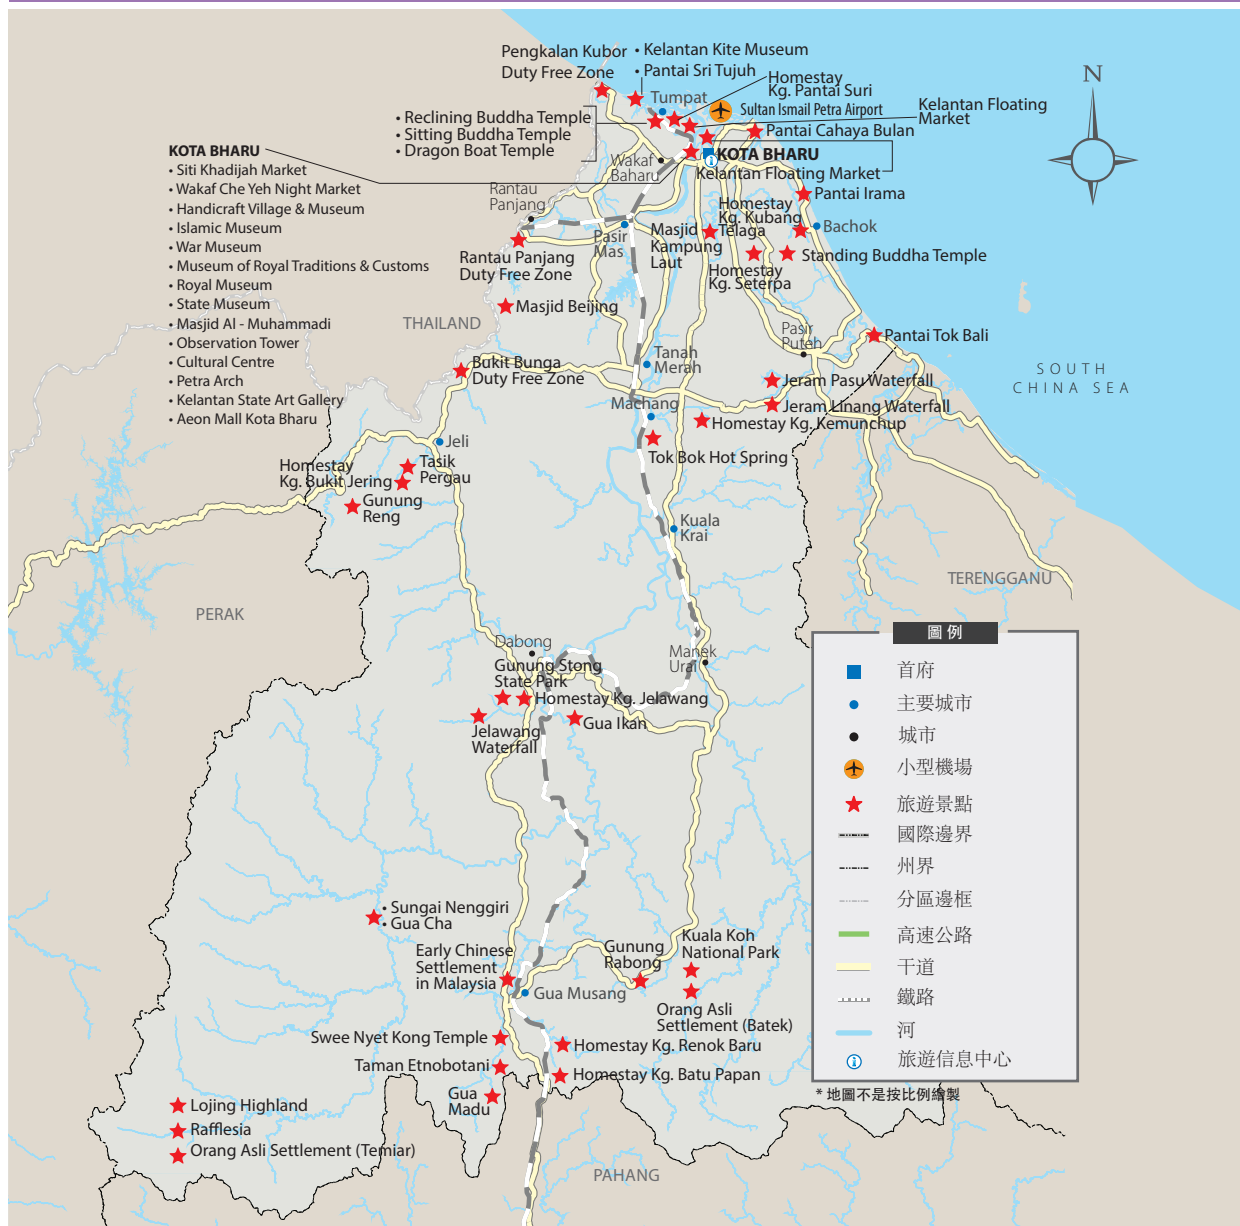 Pengkalan Kubor
Duty Free Zone
• Kelantan Kite Museum
• Pantai Sri Tujuh
Homestay
Kg. Pantai Suri
Tumpat
Sultan Ismail Petra Airport
Kelantan Floating
Market
• Reclining Buddha Temple
• Sitting Buddha Temple
• Dragon Boat Temple
Pantai Cahaya Bulan
KOTA BHARU
Kelantan Floating Market
Wakaf
Baharu
KOTA BHARU
• Siti Khadijah Market
• Wakaf Che Yeh Night Market
• Handicraft Village & Museum
• Islamic Museum
• War Museum
• Museum of Royal Traditions & Customs
• Royal Museum
• State Museum
• Masjid Al - Muhammadi
• Observation Tower
• Cultural Centre
• Petra Arch
• Kelantan State Art Gallery
• Aeon Mall Kota Bharu
Rantau
Panjang
Pantai Irama
Homestay
Kg. Kubang
Telaga
Bachok
Pasir
Mas
Masjid
Kampung
Laut
Rantau Panjang
Duty Free Zone
Standing Buddha Temple
Homestay
Kg. Seterpa
Masjid Beijing
THAILAND
N
SOUTH
CHINA SEA
Pasir
Puteh
Pantai Tok Bali
Bukit Bunga
Duty Free Zone
Tanah
Merah
Jeram Pasu Waterfall
Jeram Linang Waterfall
Machang
Homestay Kg. Kemunchup
Jeli
Tok Bok Hot Spring
Homestay
Kg. Bukit Jering
Tasik
Pergau
Gunung
Reng
Kuala
Krai
TERENGGANU
PERAK
Dabong
Gunung Stong
State Park
Manek
Urai
Homestay Kg. Jelawang
Gua Ikan
Jelawang
Waterfall
圖例
首府
主要城市
城市
小型機場
旅遊景點
國際邊界
州界
分區邊框
高速公路
干道
鐵路
河
旅遊信息中心
* 地圖不是按比例繪製
• Sungai Nenggiri
• Gua Cha
Early Chinese
Settlement
in Malaysia
Gunung
Rabong
Kuala Koh
National Park
Gua Musang
Orang Asli
Settlement (Batek)
Swee Nyet Kong Temple
Homestay Kg. Renok Baru
Taman Etnobotani
Homestay Kg. Batu Papan
Gua
Madu
Lojing Highland
Rafflesia
Orang Asli Settlement (Temiar)
PAHANG